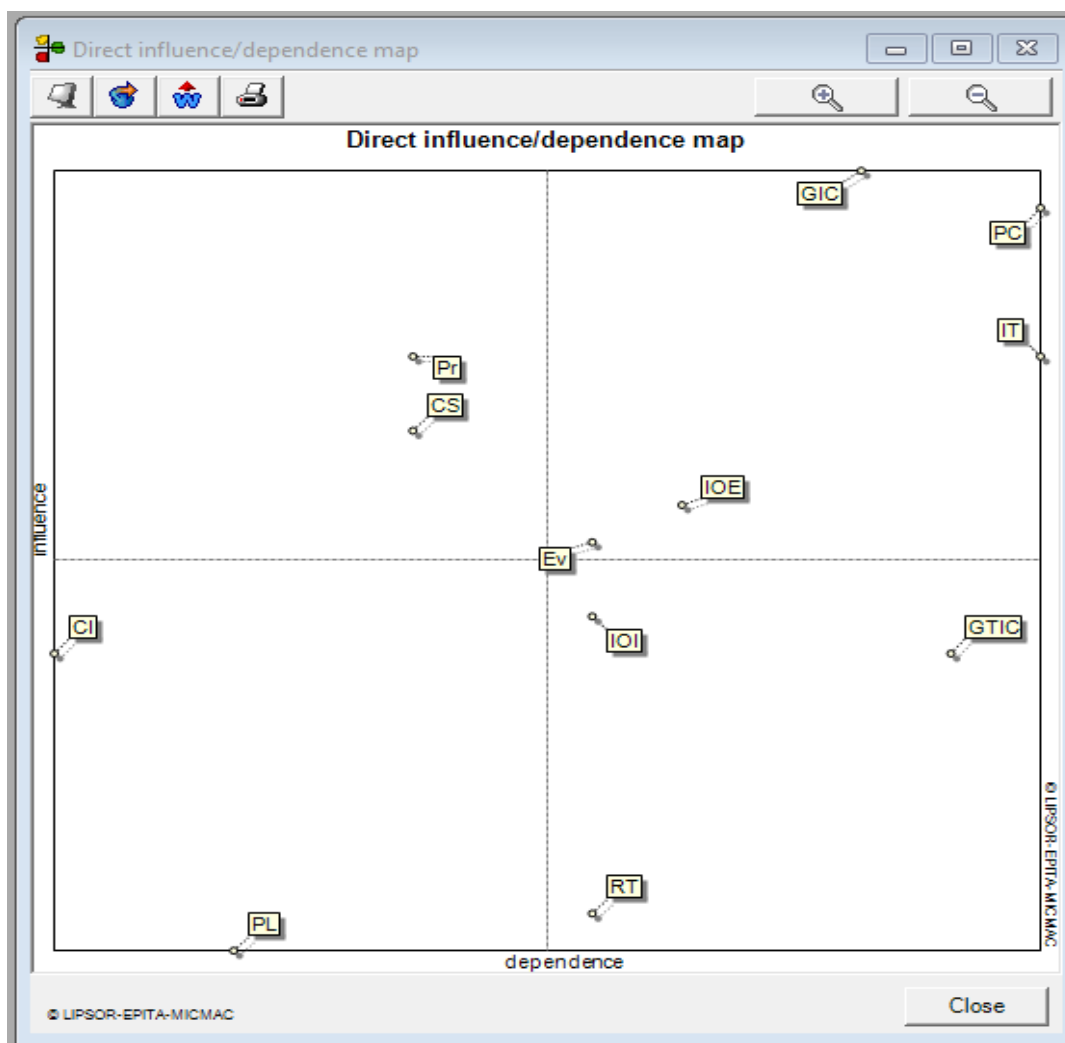 Direct influence/dependence map
Direct influence/dependence map
GIC
PC
IT
Pr
CS
IOE
influence
Ev
CI
IOI
GTIC
RT
PL
dependence
© LIPSOR-EPITA-MICMAC
© LIPSOR-EPITA-MICMAC
Close